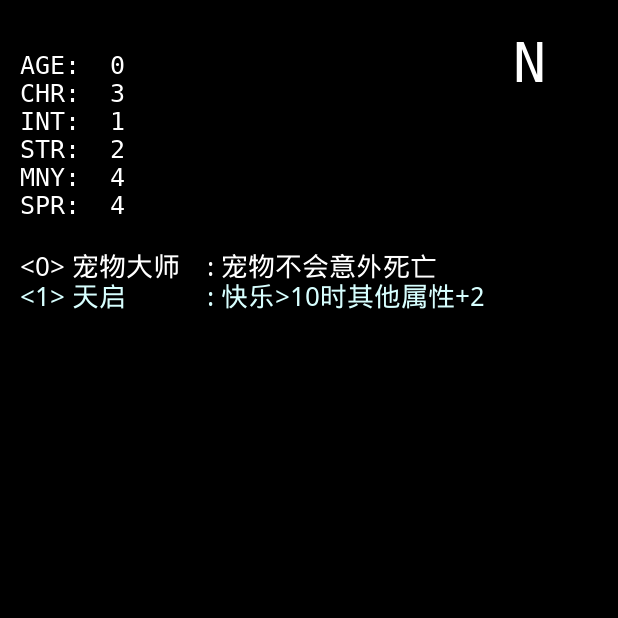 N
AGE: 0
CHR: 3
INT: 1
STR: 2
MNY: 4
SPR: 4
<0> 宠物大师 : 宠物不会意外死亡
<1> 天启 : 快乐>10时其他属性+2